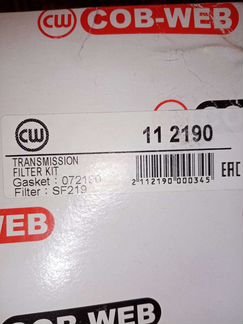 CW COB-WEB
CW
11 2190
TRANSMISSION
FILTER KIT
Gasket : 072190
Filter : SF219
2 112190 000345
EAC
WEB
COB-WEB